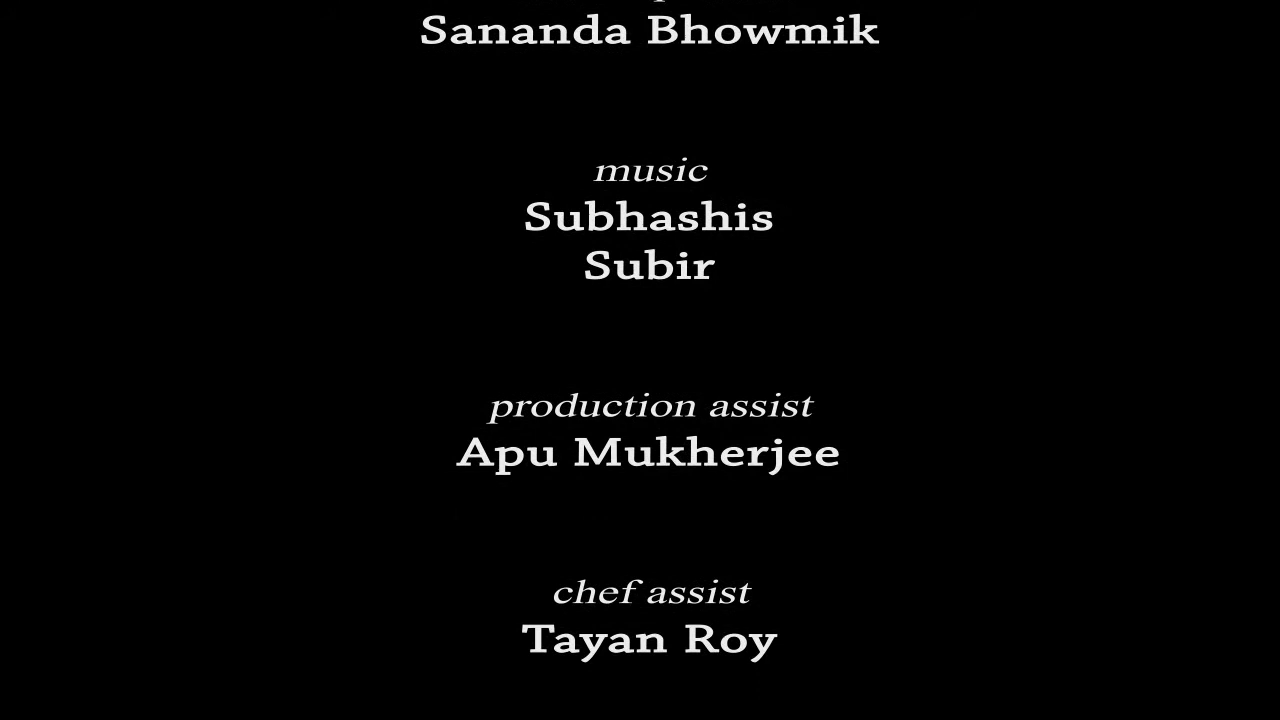 Sananda Bhowmik
music
Subhashis
Subir
production assist
Apu Mukherjee
chef assist
Tayan Roy